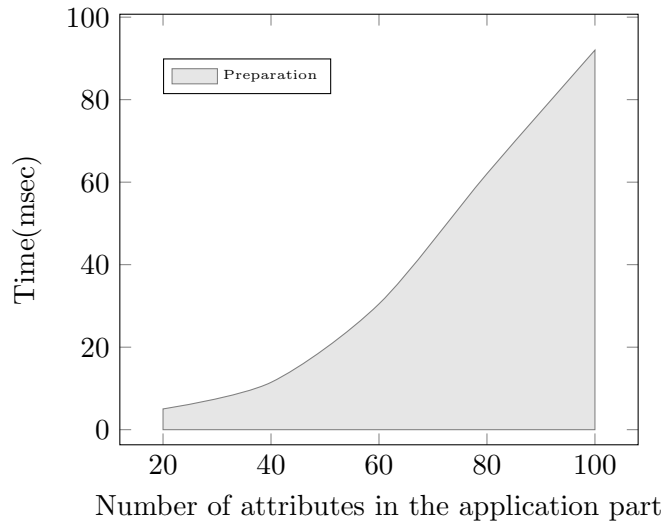 100
80
60
40
20
0
Time(msec)
Preparation
20 40 60 80 100
Number of attributes in the application part